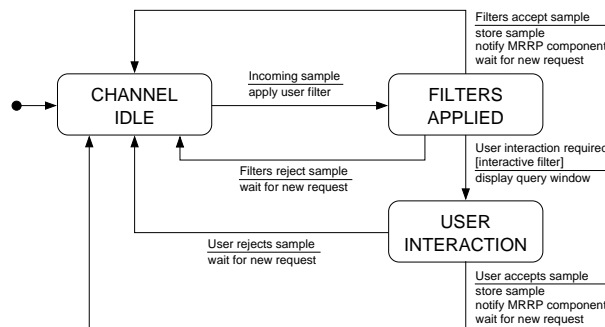 Filters accept sample
store sample
notify MRRP component
wait for new request
Incoming sample
apply user filter
CHANNEL
IDLE
FILTERS
APPLIED
User interaction required
[interactive filter]
display query window
Filters reject sample
wait for new request
USER
INTERACTION
User rejects sample
wait for new request
User accepts sample
store sample
notify MRRP component
wait for new request